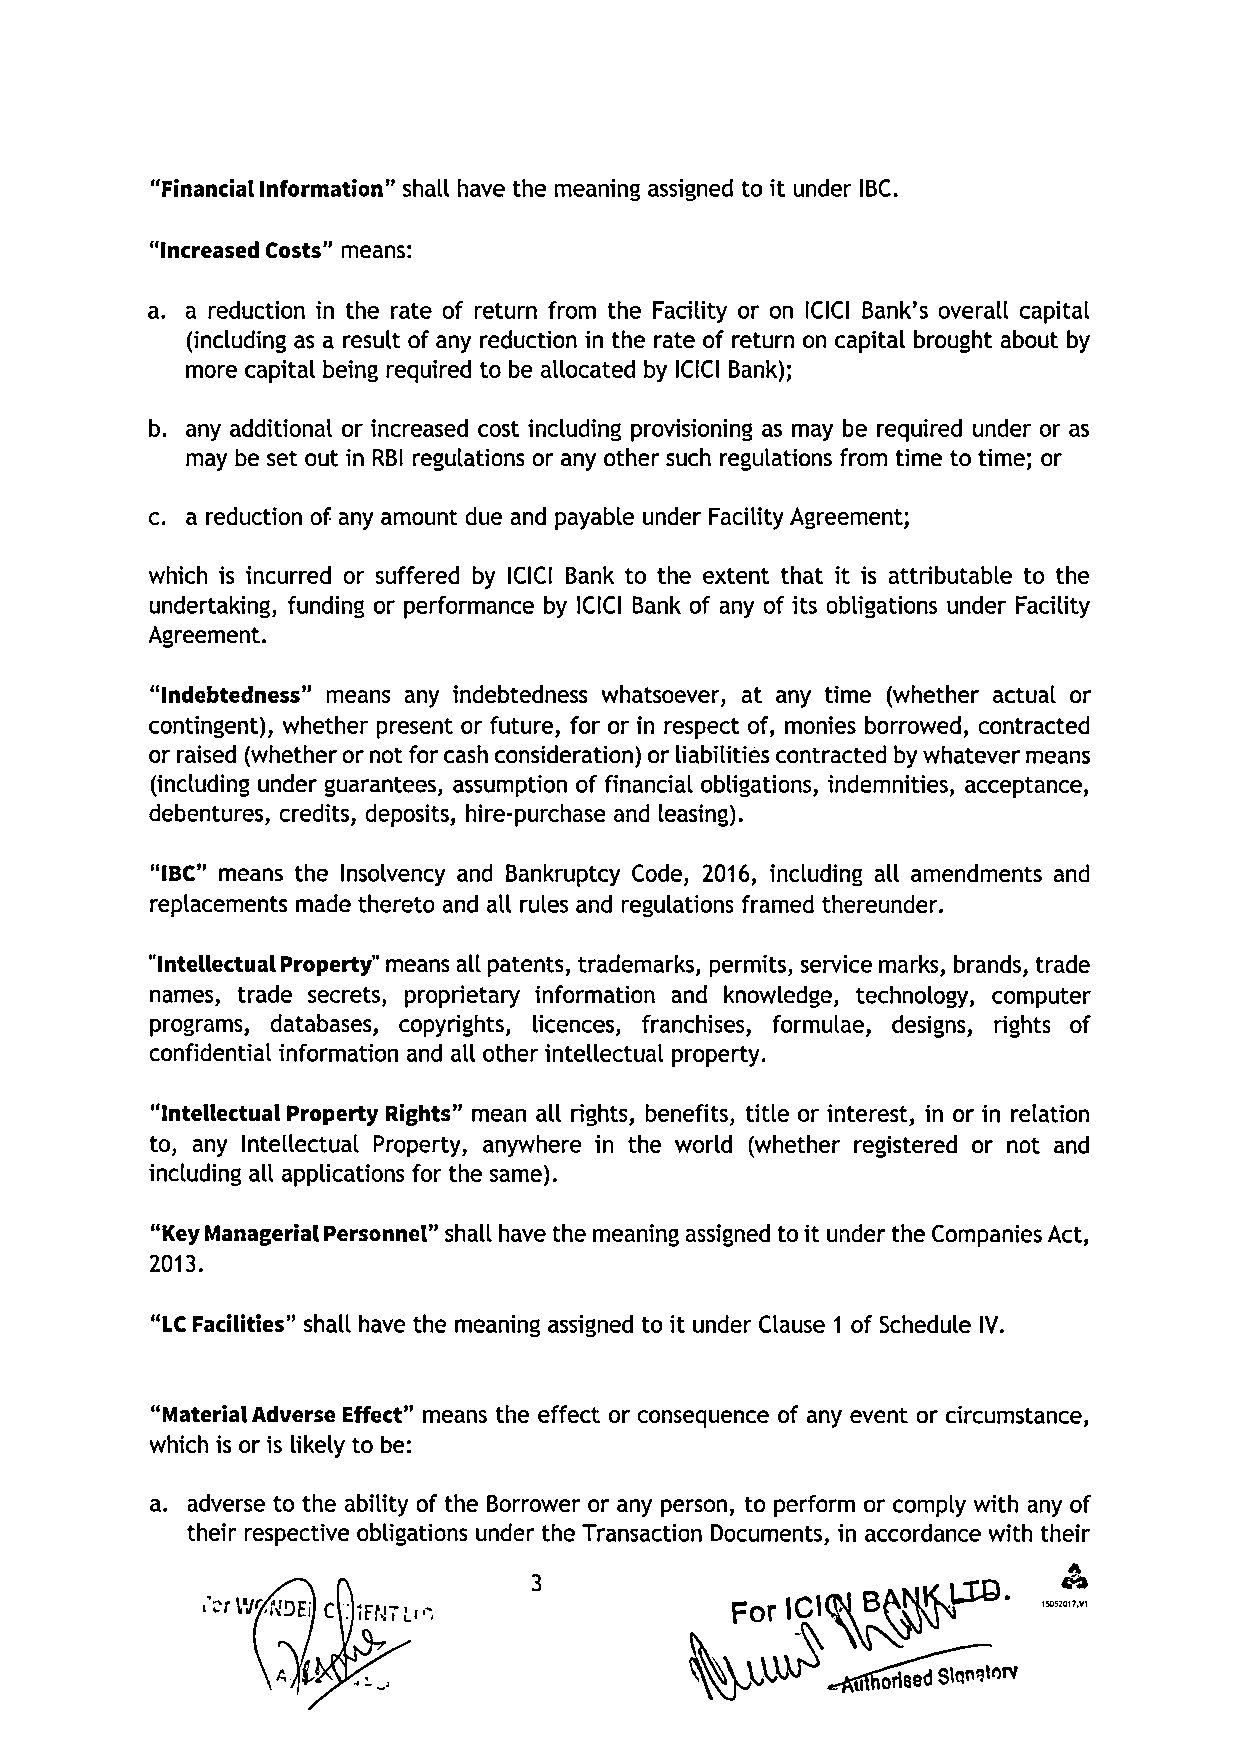 “Financial Information” shall have the meaning assigned to it under IBC.
“Increased Costs” means:
a. a reduction in the rate of return from the Facility or on ICICI Bank’s overall capital
(including as a result of any reduction in the rate of return on capital brought about by
more capital being required to be allocated by ICICI Bank);
b. any additional or increased cost including provisioning as may be required under or as
may be set out in RBI regulations or any other such regulations from time to time; or
c. a reduction of any amount due and payable under Facility Agreement;
which is incurred or suffered by ICICI Bank to the extent that it is attributable to the
undertaking, funding or performance by ICICI Bank of any of its obligations under Facility
Agreement.
“Indebtedness” means any indebtedness whatsoever, at any time (whether actual or
contingent), whether present or future, for or in respect of, monies borrowed, contracted
or raised (whether or not for cash consideration) or liabilities contracted by whatever means
(including under guarantees, assumption of financial obligations, indemnities, acceptance,
debentures, credits, deposits, hire-purchase and leasing).
“IBC” means the Insolvency and Bankruptcy Code, 2016, including all amendments and
replacements made thereto and all rules and regulations framed thereunder.
"Intellectual Property" means all patents, trademarks, permits, service marks, brands, trade
names, trade secrets, proprietary information and knowledge, technology, computer
programs, databases, copyrights, licences, franchises, formulae, designs, rights of
confidential information and all other intellectual property.
“Intellectual Property Rights” mean all rights, benefits, title or interest, in or in relation
to, any Intellectual Property, anywhere in the world (whether registered or not and
including all applications for the same).
“Key Managerial Personnel” shall have the meaning assigned to it under the Companies Act,
2013.
“LC Facilities” shall have the meaning assigned to it under Clause 1 of Schedule IV.
“Material Adverse Effect” means the effect or consequence of any event or circumstance,
which is or is likely to be:
a. adverse to the ability of the Borrower or any person, to perform or comply with any of
their respective obligations under the Transaction Documents, in accordance with their
3
For ICICI BANK LTD.
15052017.V1
Authorised Signatory